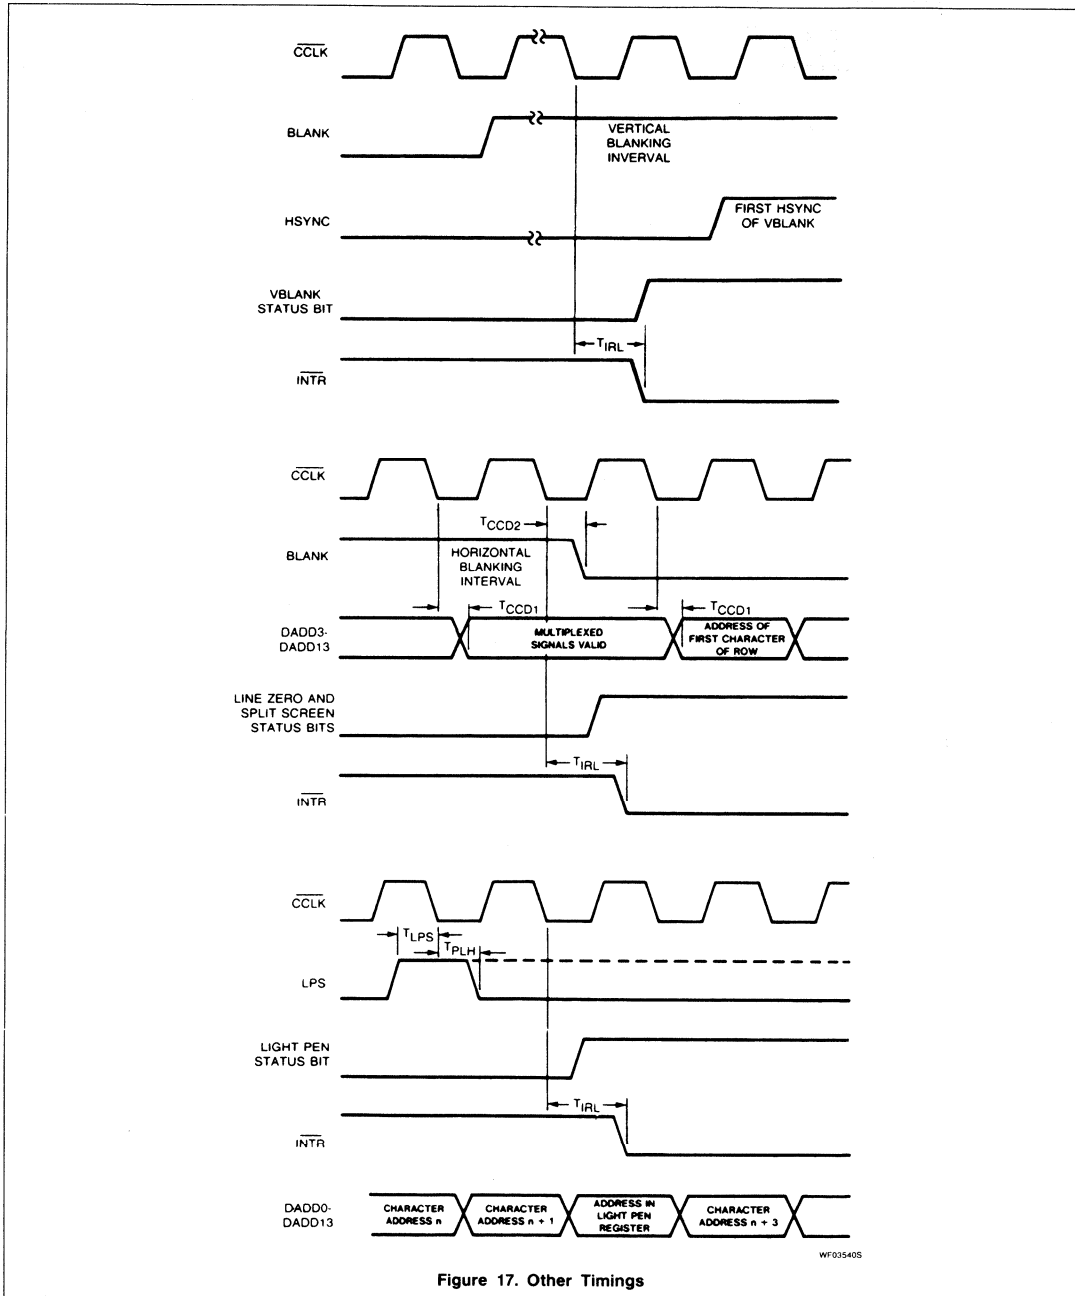 CCLK
BLANK
VERTICAL
BLANKING
INVERVAL
HSYNC
FIRST HSYNC
OF VBLANK
VBLANK
STATUS BIT
TIRL
INTR
CCLK
TCCD2
BLANK
HORIZONTAL
BLANKING
INTERVAL
TCCD1
TCCD1
DADD3-
DADD13
MULTIPLEXED
SIGNALS VALID
ADDRESS OF
FIRST CHARACTER
OF ROW
LINE ZERO AND
SPLIT SCREEN
STATUS BITS
TIRL
INTR
CCLK
TLPS
TPLH
LPS
LIGHT PEN
STATUS BIT
TIRL
INTR
DADD0-
DADD13
CHARACTER
ADDRESS n
CHARACTER
ADDRESS n + 1
ADDRESS IN
LIGHT PEN
REGISTER
CHARACTER
ADDRESS n + 3
WF03540S
Figure 17. Other Timings